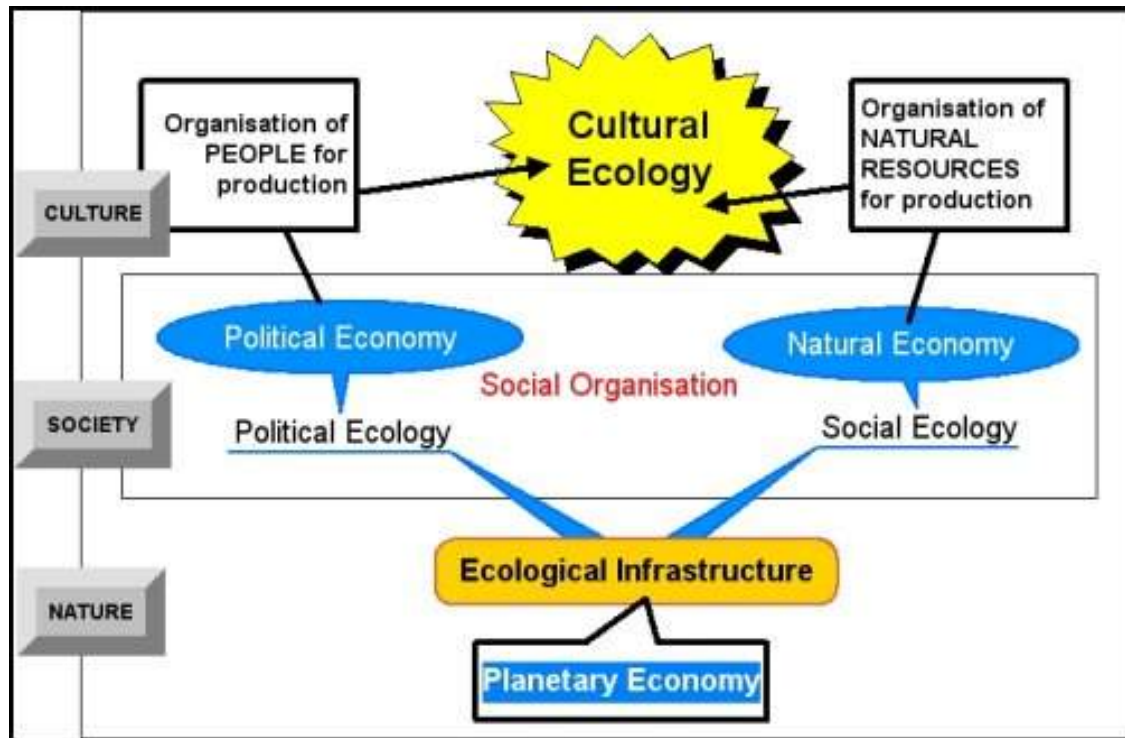 Organisation of
PEOPLE for
production
Cultural
Ecology
Organisation of
NATURAL
RESOURCES
for production
CULTURE
Political Economy
Natural Economy
Social Organisation
SOCIETY
Political Ecology
Social Ecology
Ecological Infrastructure
NATURE
Planetary Economy